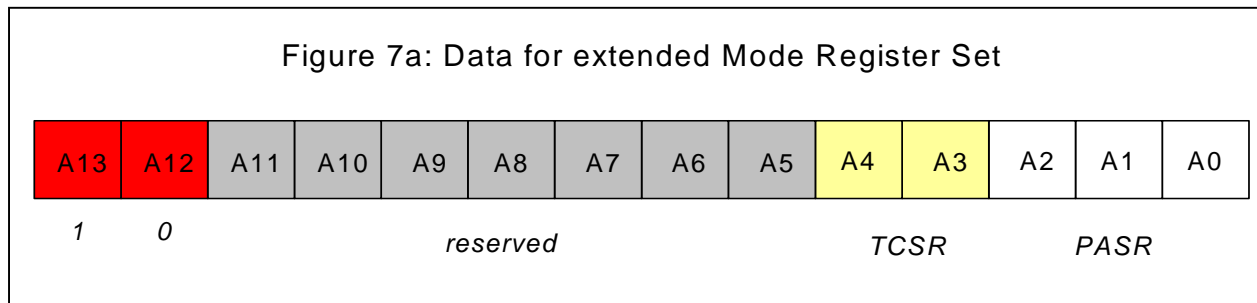 Figure 7a: Data for extended Mode Register Set
A13 A12 A11 A10 A9 A8 A7 A6 A5 A4 A3 A2 A1 A0
1 0 reserved TCSR PASR